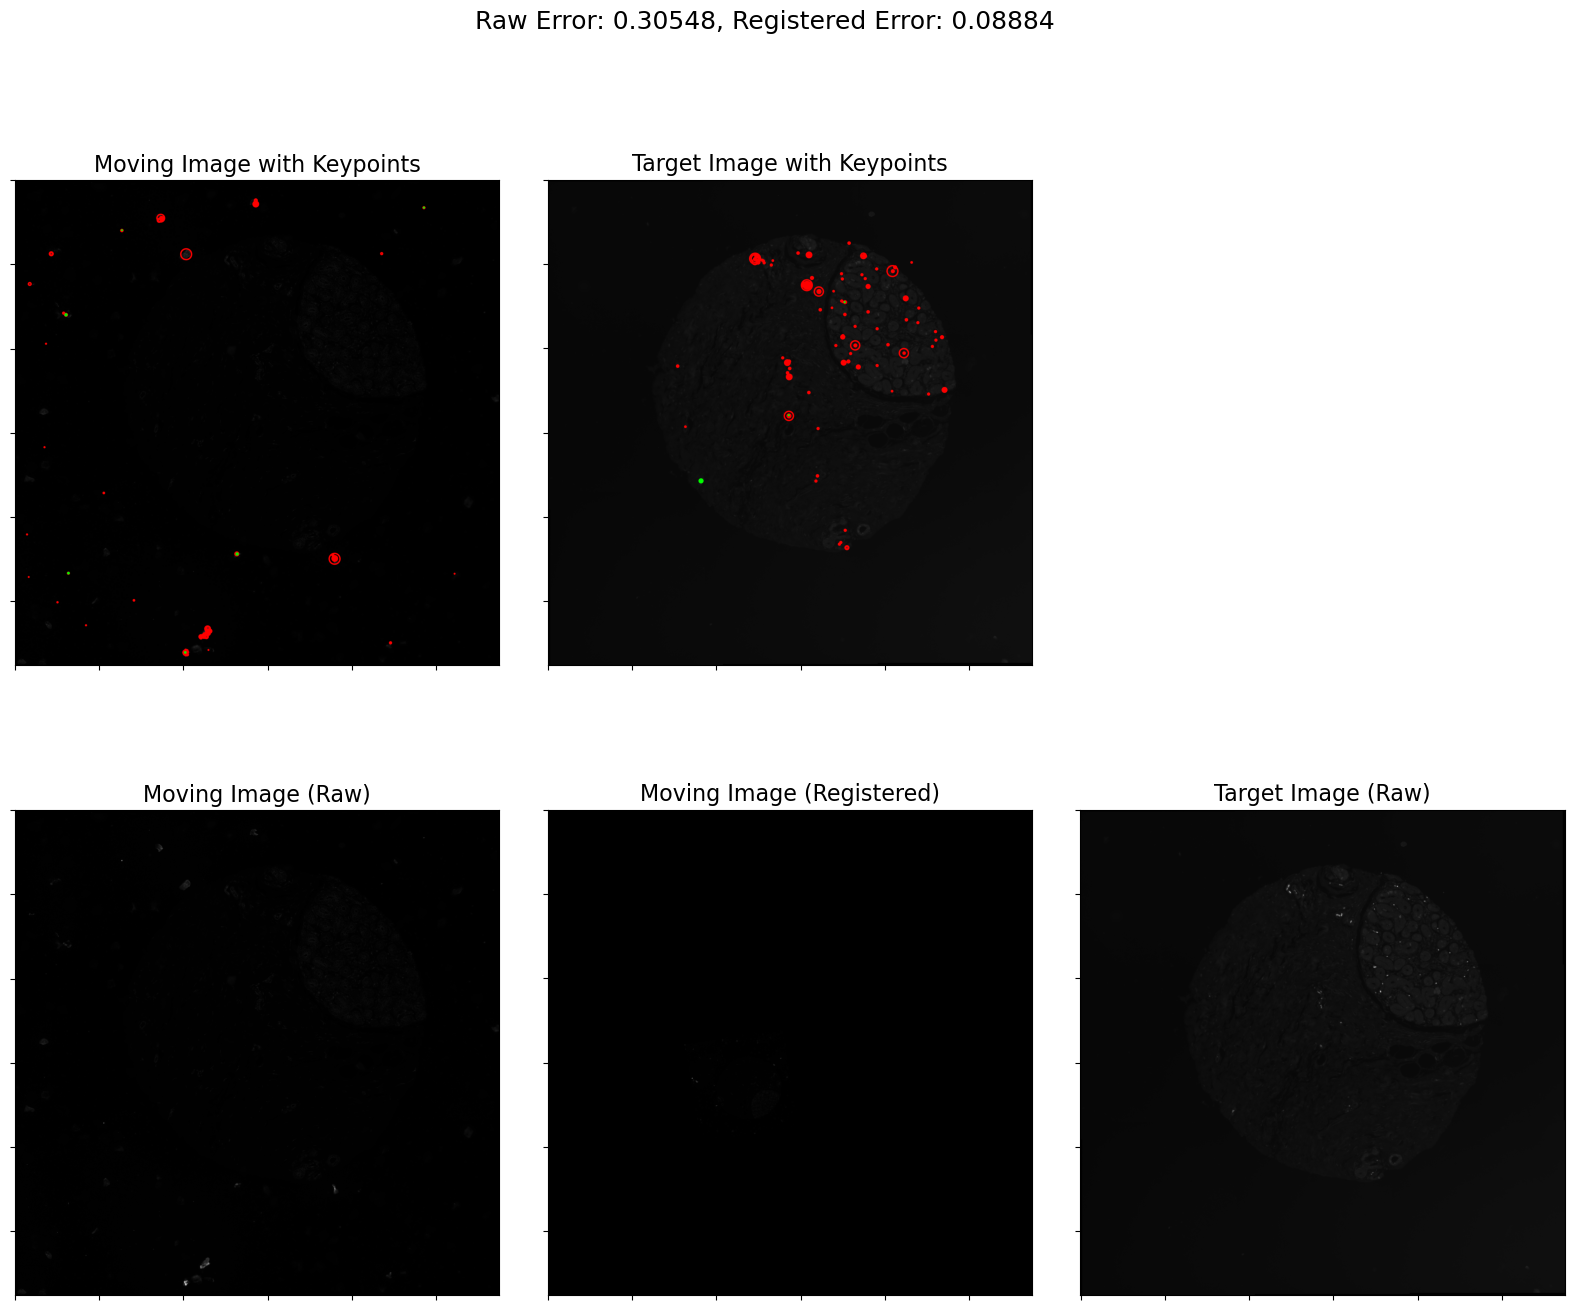 Raw Error: 0.30548, Registered Error: 0.08884
Moving Image with Keypoints
Target Image with Keypoints
Moving Image (Raw)
Moving Image (Registered)
Target Image (Raw)